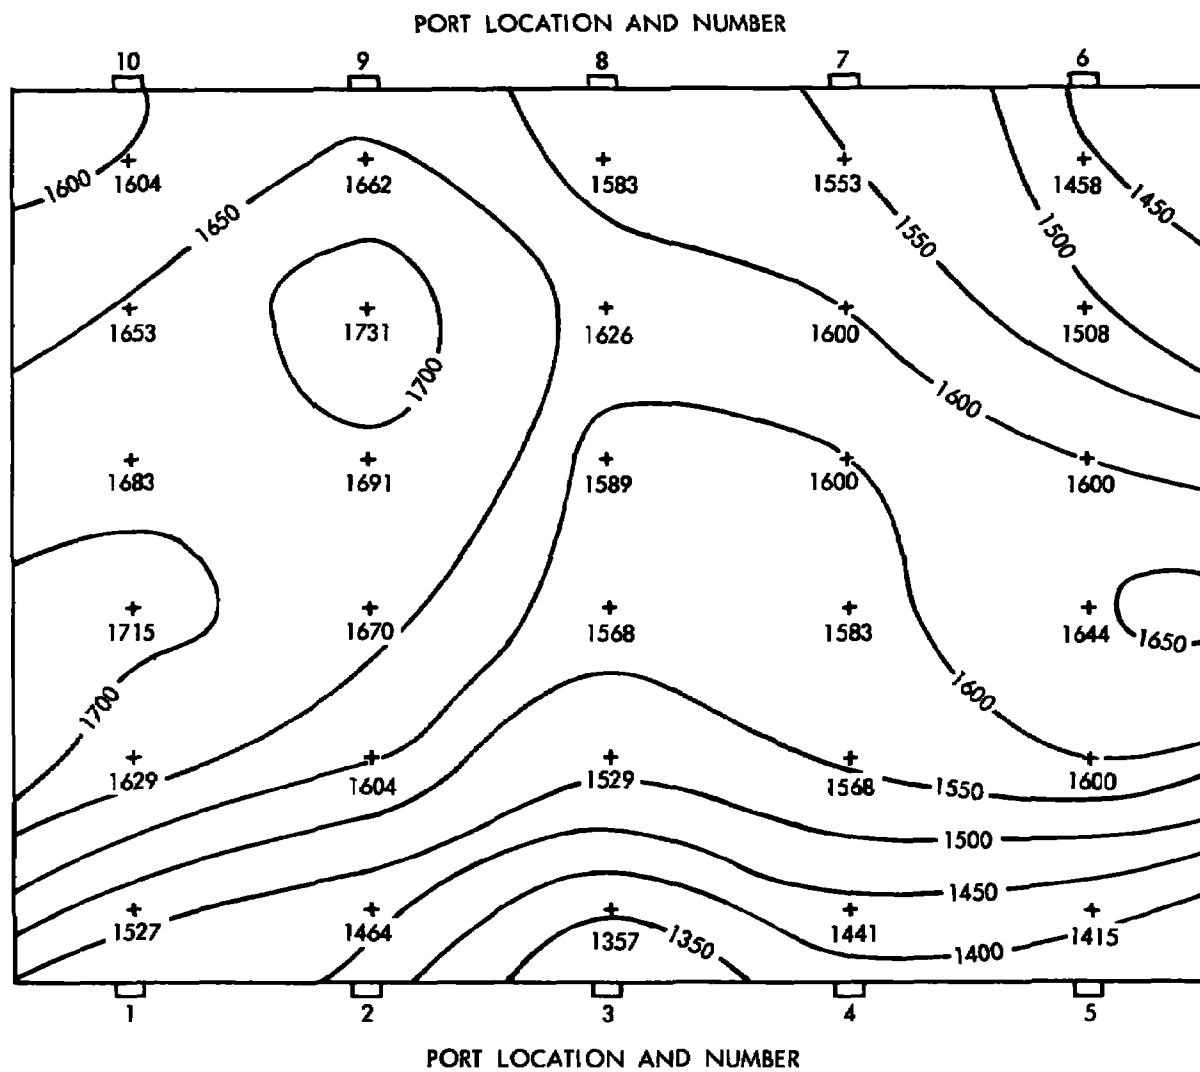 PORT LOCATION AND NUMBER
10 9 8 7 6
1600 1604 1662 1583 1553 1458 1450
1650 1550 1500
1653 1731 1626 1600 1508
1700 1600
1683 1691 1589 1600 1600
1715 1670 1568 1583 1644 1650
1700 1600
1629 1604 1529 1568 1550 1600
1500
1450
1527 1464 1357 1350 1441 1400 1415
1 2 3 4 5
PORT LOCATION AND NUMBER